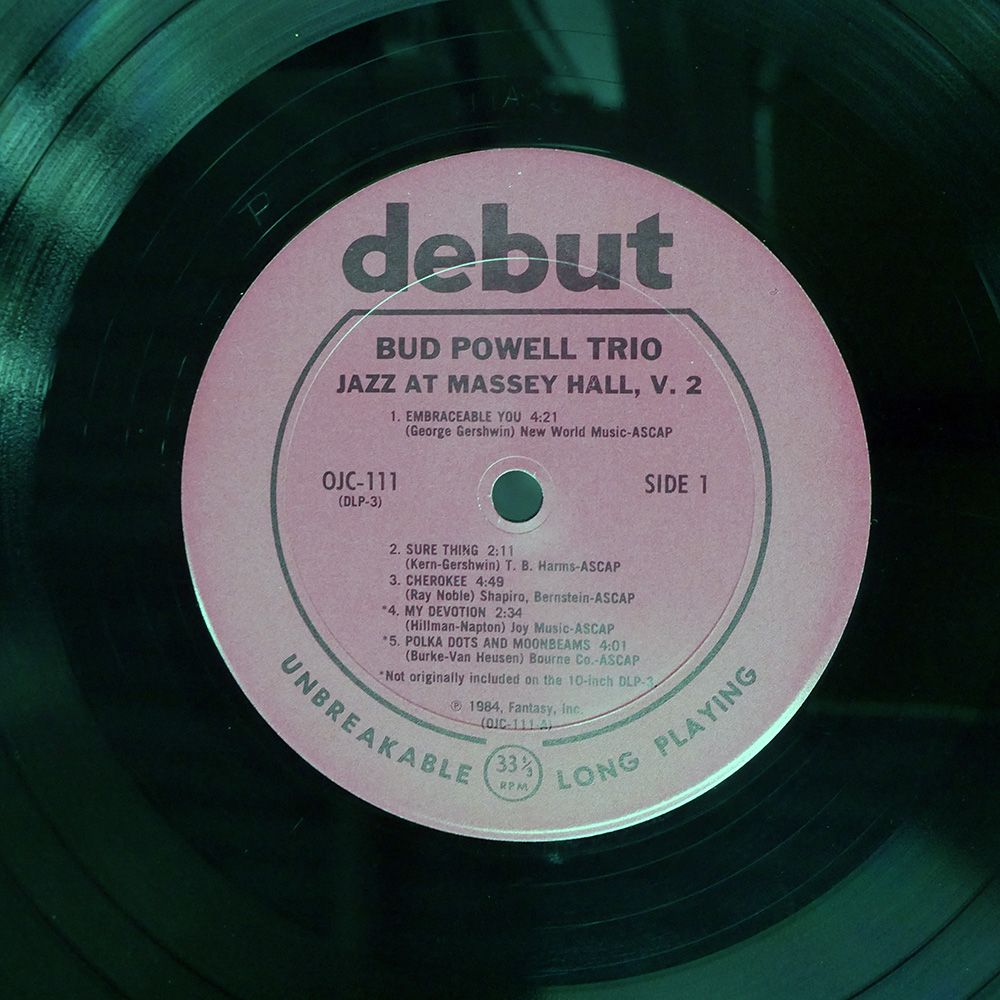 debut
BUD POWELL TRIO
JAZZ AT MASSEY HALL, V. 2
1. EMBRACEABLE YOU 4:21
(George Gershwin) New World Music-ASCAP
OJC-111
(DLP-3)
SIDE 1
2. SURE THING 2:11
(Kern-Gershwin) T. B. Harms-ASCAP
3. CHEROKEE 4:49
(Ray Noble) Shapiro, Bernstein-ASCAP
*4. MY DEVOTION 2:34
(Hillman-Napton) Joy Music-ASCAP
*5. POLKA DOTS AND MOONBEAMS 4:01
(Burke-Van Heusen) Bourne Co.-ASCAP
*Not originally included on the 10-inch DLP-3.
℗ 1984, Fantasy, Inc.
(OJC-111-A)
UNBREAKABLE
33 1/3
RPM
LONG PLAYING